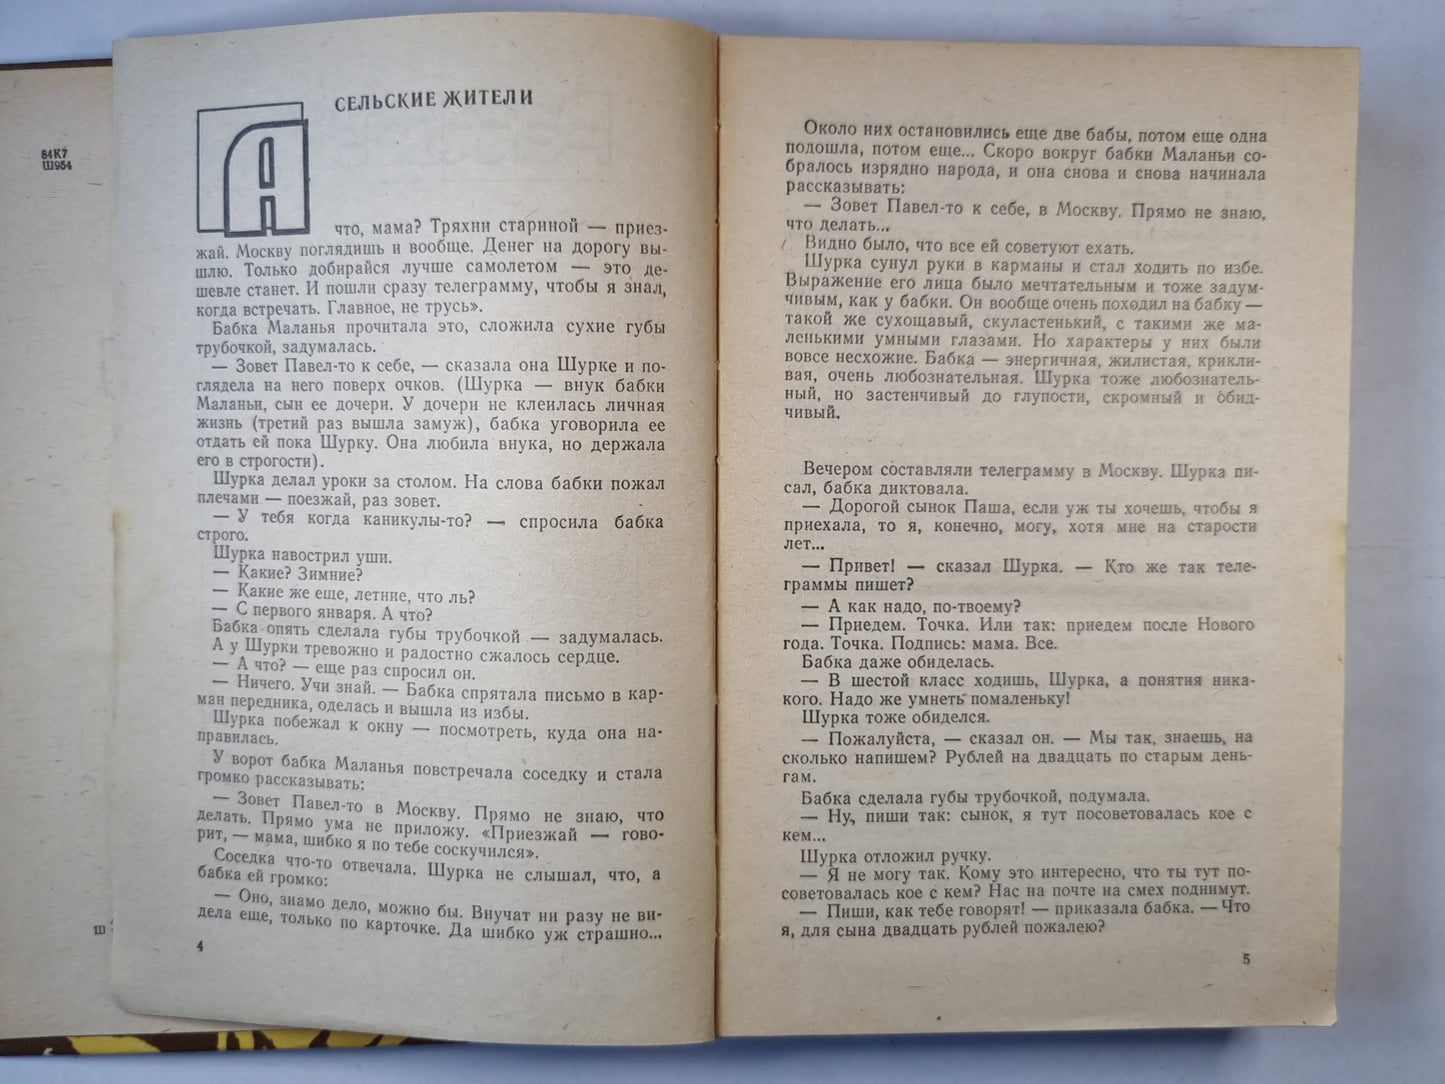 84К7
Ш954
Ш
СЕЛЬСКИЕ ЖИТЕЛИ
А
что, мама? Тряхни стариной — приез-
жай. Москву поглядишь и вообще. Денег на дорогу вы-
шлю. Только добирайся лучше самолетом — это де-
шевле станет. И пошли сразу телеграмму, чтобы я знал,
когда встречать. Главное, не трусь».
Бабка Маланья прочитала это, сложила сухие губы
трубочкой, задумалась.
— Зовет Павел-то к себе, — сказала она Шурке и по-
глядела на него поверх очков. (Шурка — внук бабки
Маланьи, сын ее дочери. У дочери не клеилась личная
жизнь (третий раз вышла замуж), бабка уговорила ее
отдать ей пока Шурку. Она любила внука, но держала
его в строгости).
Шурка делал уроки за столом. На слова бабки пожал
плечами — поезжай, раз зовет.
— У тебя когда каникулы-то? — спросила бабка
строго.
Шурка навострил уши.
— Какие? Зимние?
— Какие же еще, летние, что ль?
— С первого января. А что?
Бабка опять сделала губы трубочкой — задумалась.
А у Шурки тревожно и радостно сжалось сердце.
— А что? — еще раз спросил он.
— Ничего. Учи знай. — Бабка спрятала письмо в кар-
ман передника, оделась и вышла из избы.
Шурка побежал к окну — посмотреть, куда она на-
правилась.
У ворот бабка Маланья повстречала соседку и стала
громко рассказывать:
— Зовет Павел-то в Москву. Прямо не знаю, что
делать. Прямо ума не приложу. «Приезжай — гово-
рит, — мама, шибко я по тебе соскучился».
Соседка что-то отвечала. Шурка не слышал, что, а
бабка ей громко:
— Оно, знамо дело, можно бы. Внучат ни разу не ви-
дела еще, только по карточке. Да шибко уж страшно...
4
Около них остановились еще две бабы, потом еще одна
подошла, потом еще... Скоро вокруг бабки Маланьи со-
бралось изрядно народа, и она снова и снова начинала
рассказывать:
— Зовет Павел-то к себе, в Москву. Прямо не знаю,
что делать...
Видно было, что все ей советуют ехать.
Шурка сунул руки в карманы и стал ходить по избе.
Выражение его лица было мечтательным и тоже задум-
чивым, как у бабки. Он вообще очень походил на бабку —
такой же сухощавый, скуластенький, с такими же ма-
ленькими умными глазами. Но характеры у них были
вовсе несхожие. Бабка — энергичная, жилистая, крикли-
вая, очень любознательная. Шурка тоже любознатель-
ный, но застенчивый до глупости, скромный и обид-
чивый.
Вечером составляли телеграмму в Москву. Шурка пи-
сал, бабка диктовала.
— Дорогой сынок Паша, если уж ты хочешь, чтобы я
приехала, то я, конечно, могу, хотя мне на старости
лет...
— Привет! — сказал Шурка. — Кто же так теле-
граммы пишет?
— А как надо, по-твоему?
— Приедем. Точка. Или так: приедем после Нового
года. Точка. Подпись: мама. Все.
Бабка даже обиделась.
— В шестой класс ходишь, Шурка, а понятия ника-
кого. Надо же умнеть помаленьку!
Шурка тоже обиделся.
— Пожалуйста, — сказал он. — Мы так, знаешь, на
сколько напишем? Рублей на двадцать по старым день-
гам.
Бабка сделала губы трубочкой, подумала.
— Ну, пиши так: сынок, я тут посоветовалась кое с
кем...
Шурка отложил ручку.
— Я не могу так. Кому это интересно, что ты тут по-
советовалась кое с кем? Нас на почте на смех поднимут.
— Пиши, как тебе говорят! — приказала бабка. — Что
я, для сына двадцать рублей пожалею?
5